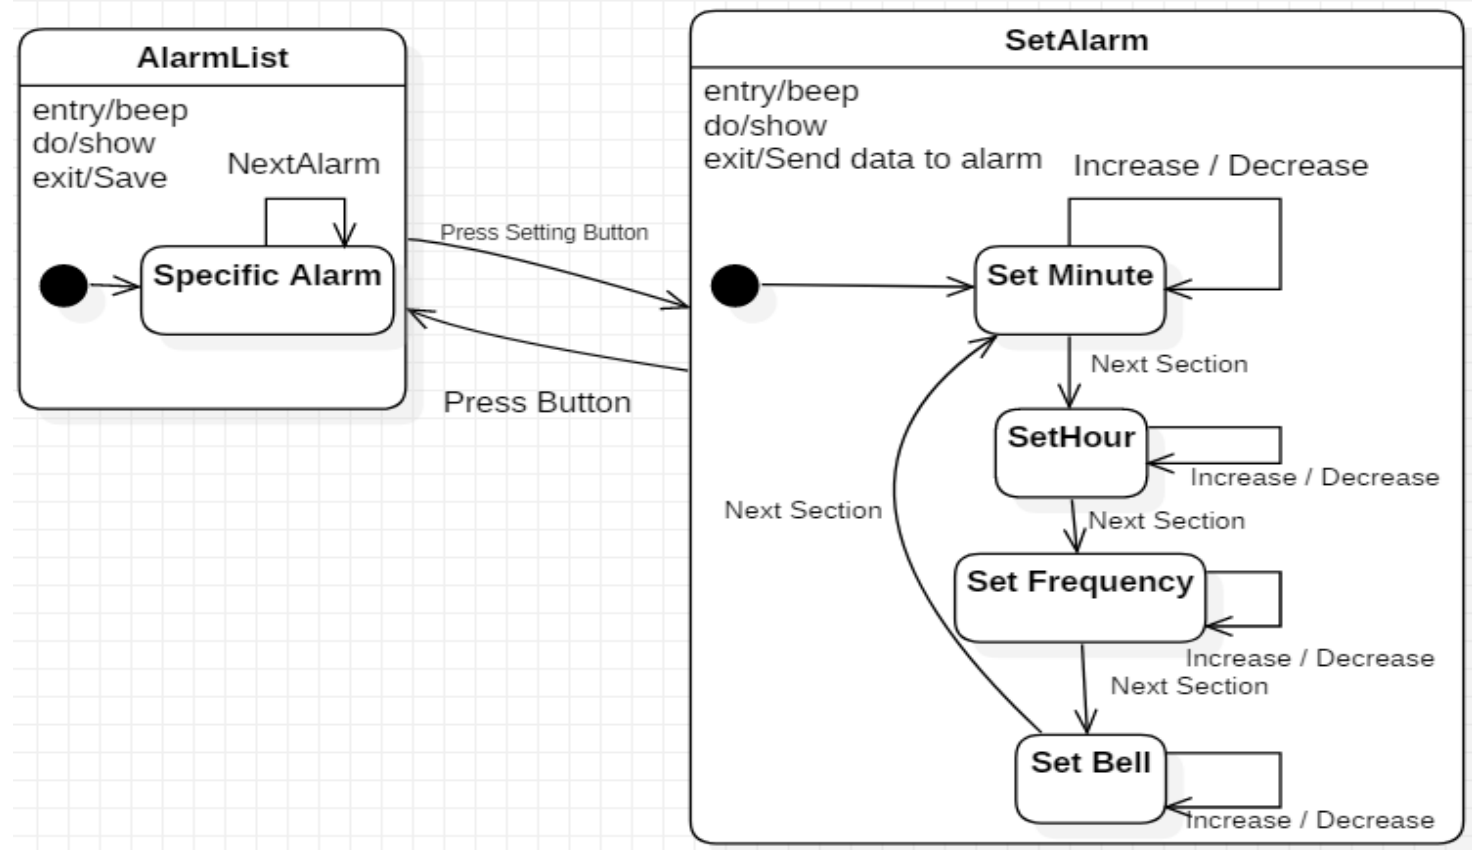 AlarmList
entry/beep
do/show
exit/Save
NextAlarm
Specific Alarm
Press Setting Button
Press Button
SetAlarm
entry/beep
do/show
exit/Send data to alarm
Increase / Decrease
Set Minute
Next Section
SetHour
Increase / Decrease
Next Section
Next Section
Set Frequency
Increase / Decrease
Next Section
Set Bell
Increase / Decrease